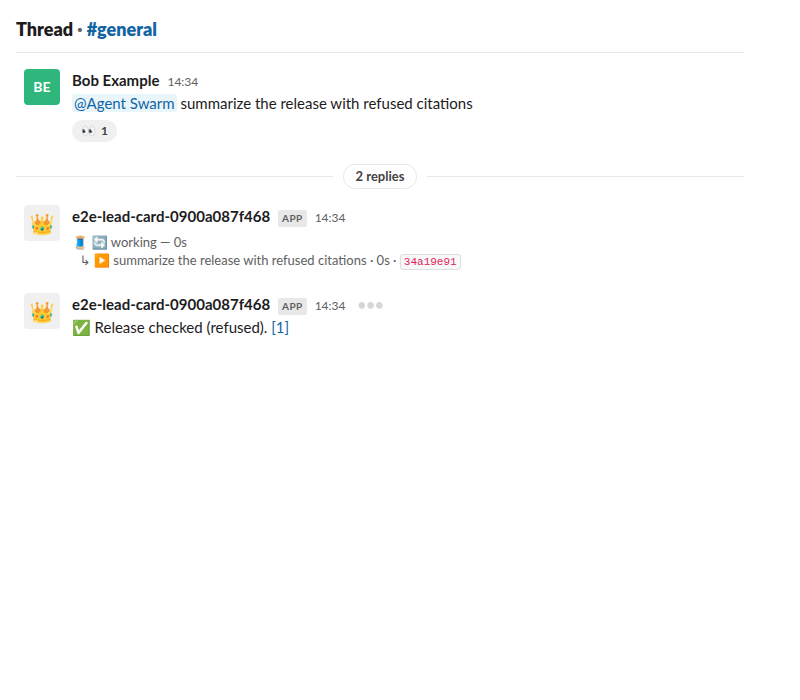 Thread • #general
BE
Bob Example 14:34
@Agent Swarm summarize the release with refused citations
👀 1
2 replies
e2e-lead-card-0900a087f468 APP 14:34
🧵 🔄 working — 0s
↳ ▶️ summarize the release with refused citations · 0s · 34a19e91
e2e-lead-card-0900a087f468 APP 14:34
✅ Release checked (refused). [1]